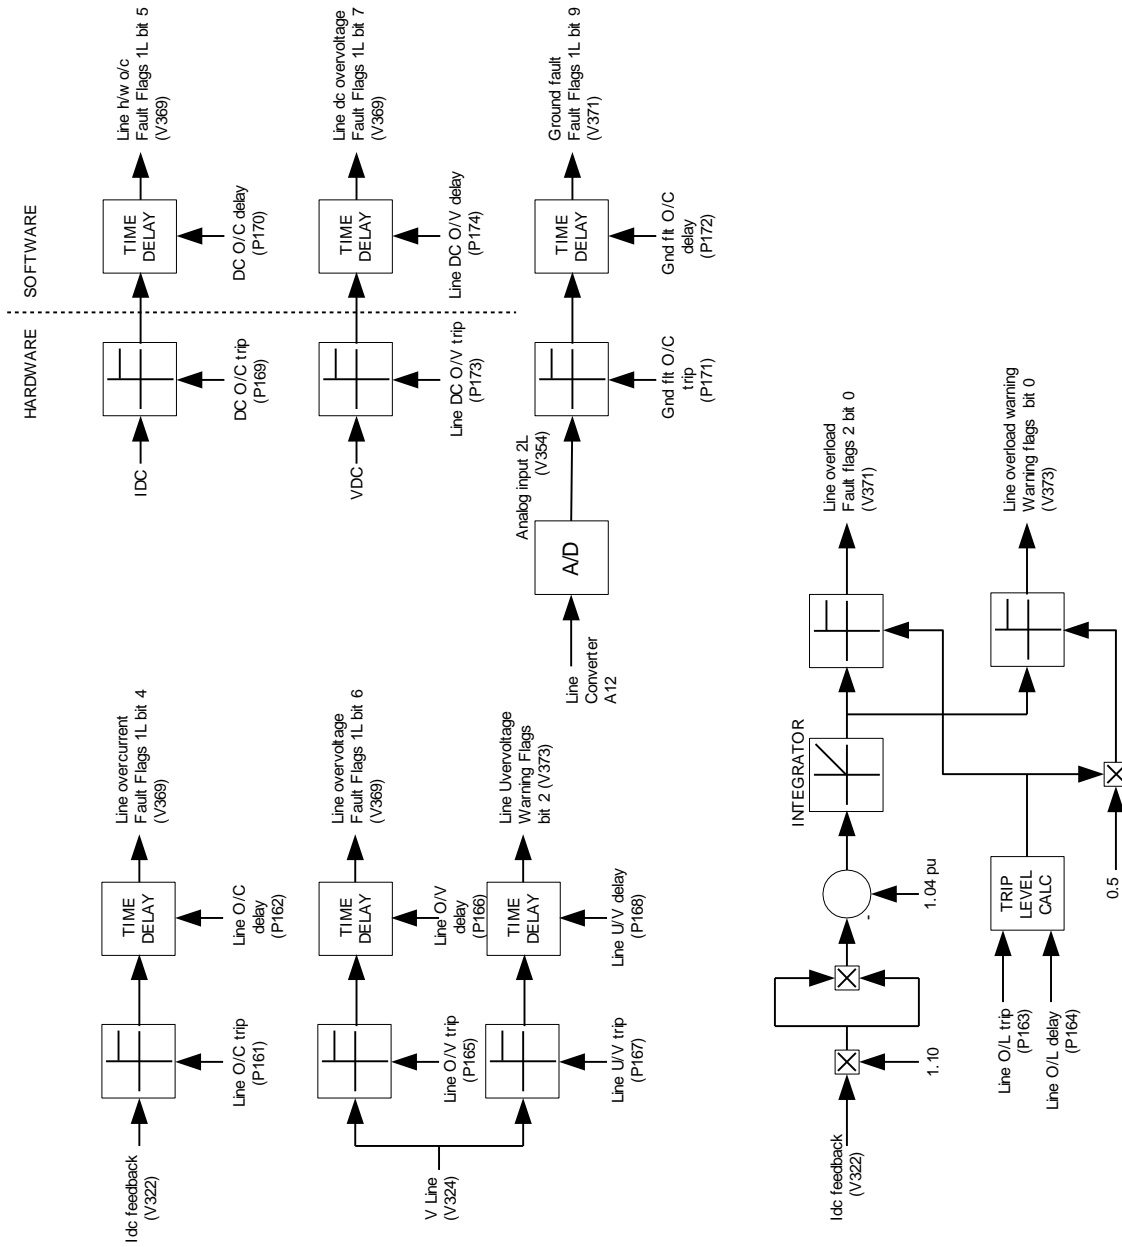 Idc feedback
(V322)
Line O/C trip
(P161)
TIME
DELAY
Line O/C
delay
(P162)
Line overcurrent
Fault Flags 1L bit 4
(V369)
V Line
(V324)
Line O/V trip
(P165)
TIME
DELAY
Line O/V
delay
(P166)
Line overvoltage
Fault Flags 1L bit 6
(V369)
Line U/V trip
(P167)
TIME
DELAY
Line U/V delay
(P168)
Line Uvervoltage
Warning Flags
bit 2 (V373)
HARDWARE
SOFTWARE
IDC
DC O/C trip
(P169)
TIME
DELAY
DC O/C delay
(P170)
Line h/w o/c
Fault Flags 1L bit 5
(V369)
VDC
Line DC O/V trip
(P173)
TIME
DELAY
Line DC O/V delay
(P174)
Line dc overvoltage
Fault Flags 1L bit 7
(V369)
Line
Converter
A12
A/D
Analog input 2L
(V354)
Gnd flt O/C
trip
(P171)
TIME
DELAY
Gnd flt O/C
delay
(P172)
Ground fault
Fault Flags 1L bit 9
(V371)
Idc feedback
(V322)
1.10
-
1.04 pu
INTEGRATOR
Line overload
Fault flags 2 bit 0
(V371)
Line O/L trip
(P163)
Line O/L delay
(P164)
TRIP
LEVEL
CALC
0.5
Line overload warning
Warning flags bit 0
(V373)